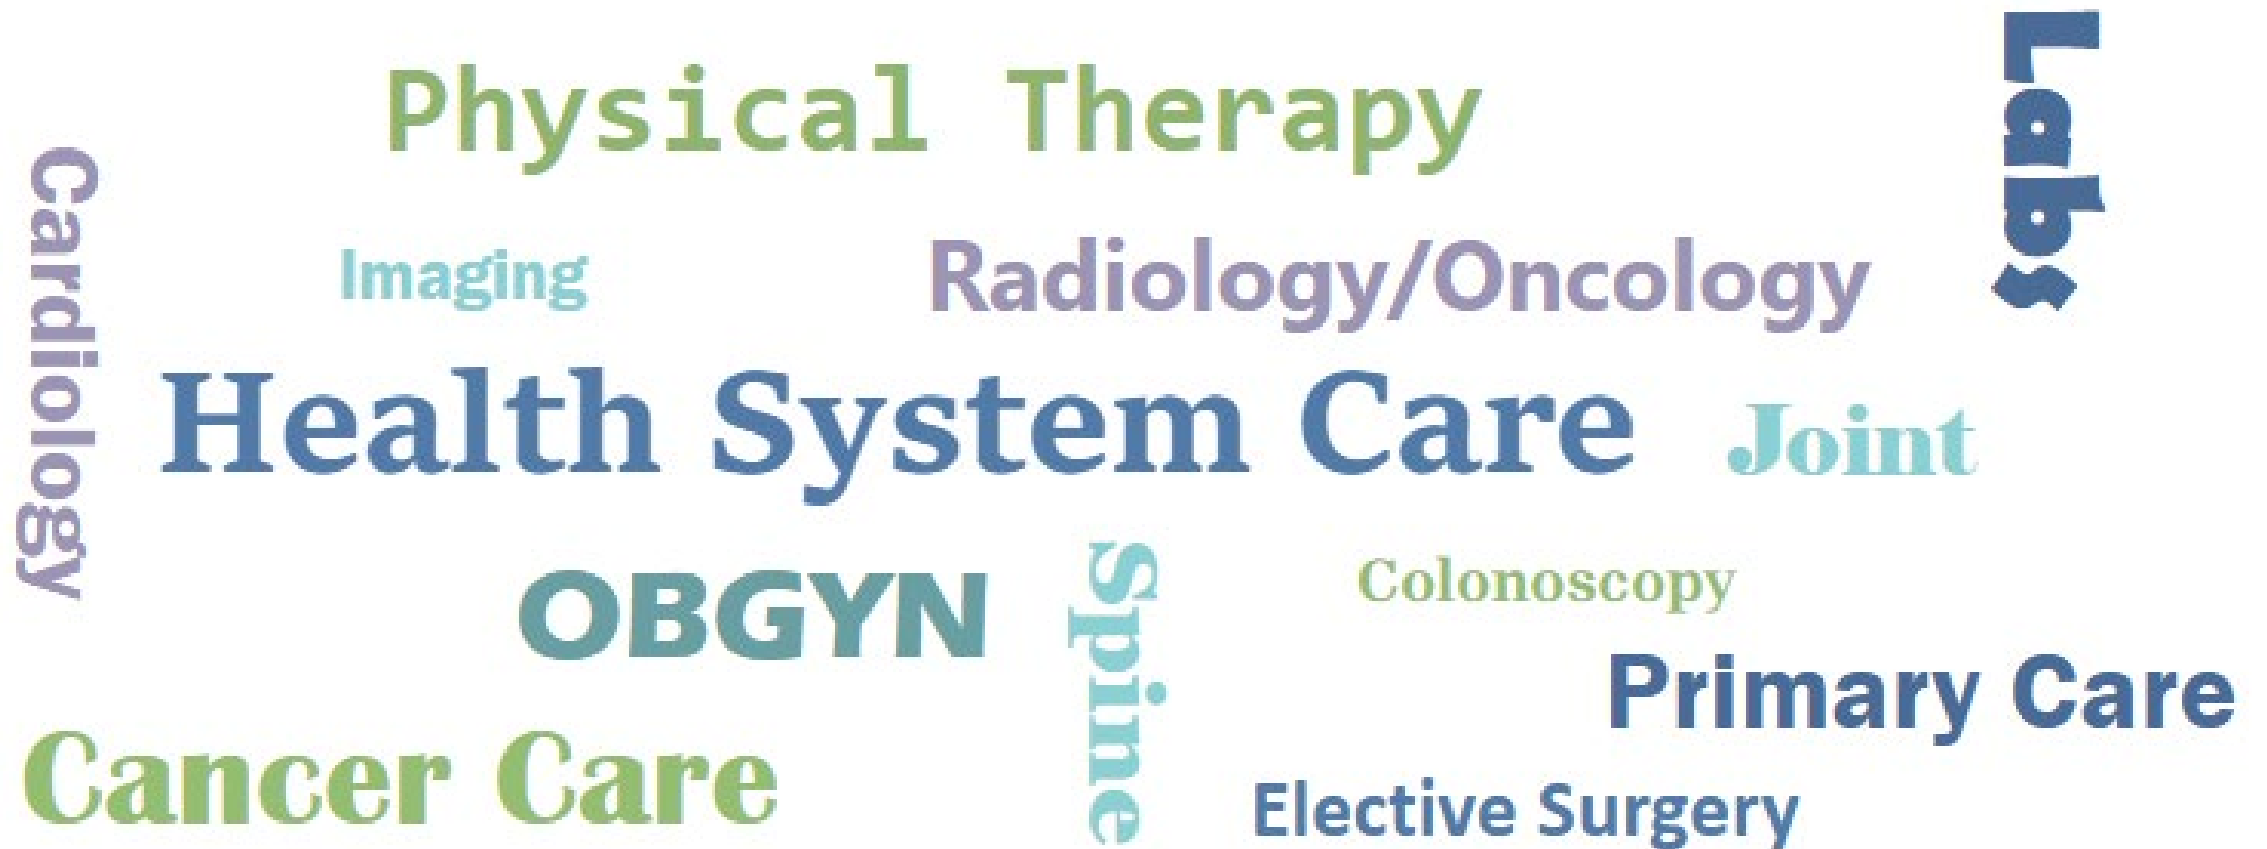 Labs
Physical Therapy
Cardiology
Imaging
Radiology/Oncology
Health System Care
Joint
OBGYN
Spine
Colonoscopy
Primary Care
Cancer Care
Elective Surgery